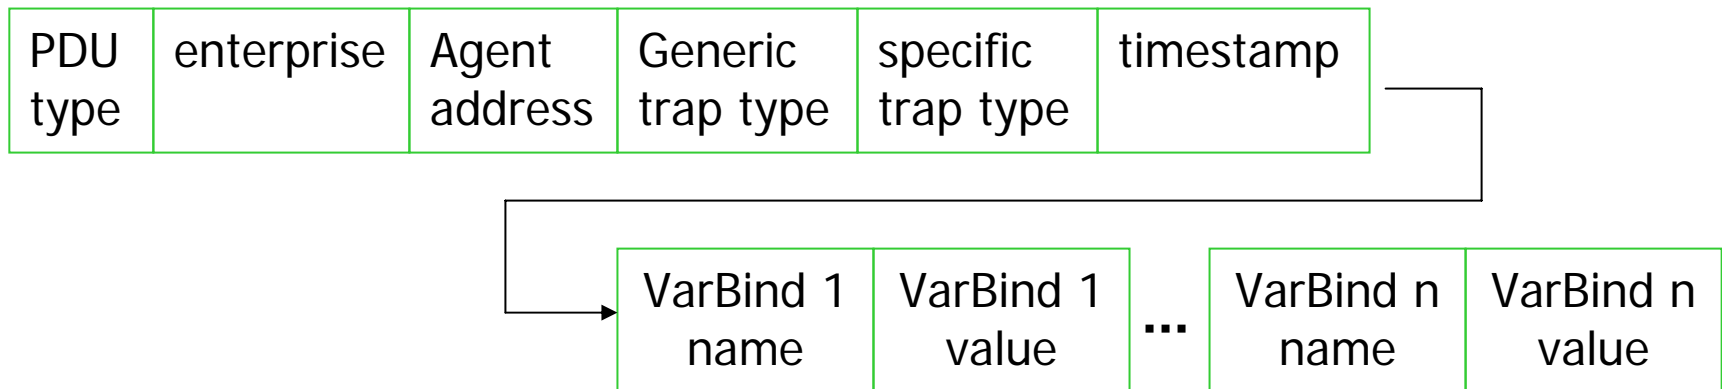 PDU
type
enterprise
Agent
address
Generic
trap type
specific
trap type
timestamp
VarBind 1
name
VarBind 1
value
...
VarBind n
name
VarBind n
value